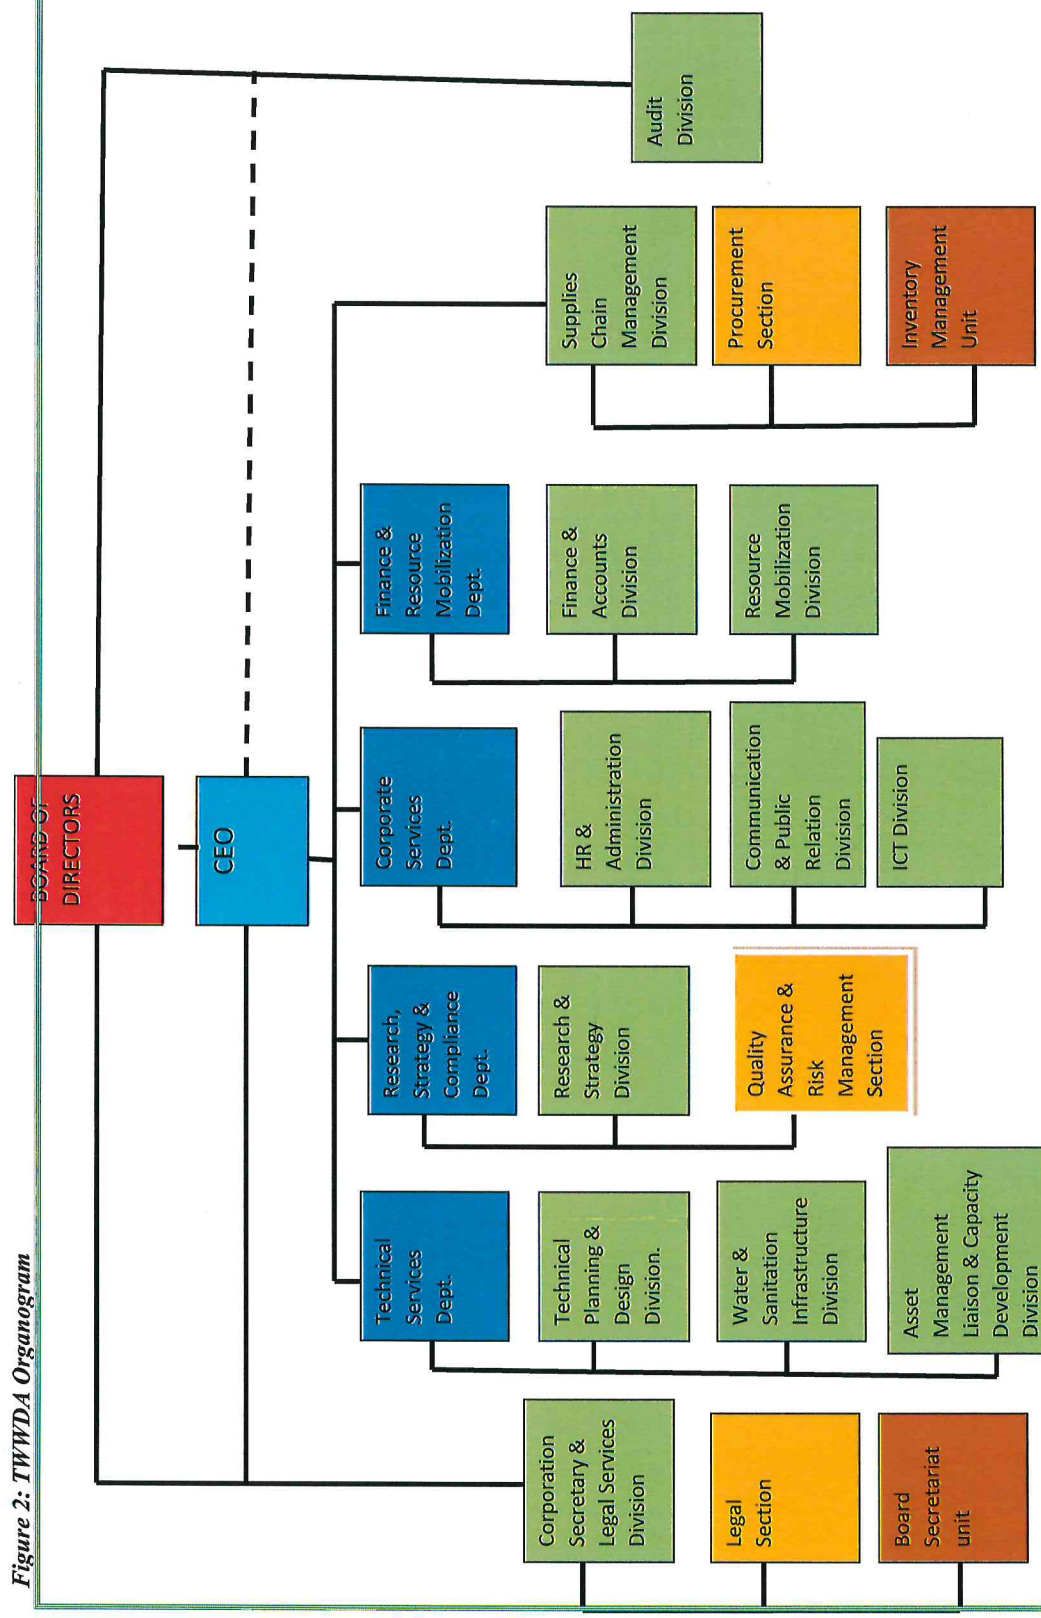 Figure 2: TWWDA Organogram
BOARD OF
DIRECTORS
CEO
Corporation
Secretary &
Legal Services
Division
Legal
Section
Board
Secretariat
unit
Technical
Services
Dept.
Technical
Planning &
Design
Division.
Water &
Sanitation
Infrastructure
Division
Asset
Management
Liaison & Capacity
Development
Division
Research,
Strategy &
Compliance
Dept.
Research &
Strategy
Division
Quality
Assurance &
Risk
Management
Section
Corporate
Services
Dept.
HR &
Administration
Division
Communication
& Public
Relation
Division
ICT Division
Finance &
Resource
Mobilization
Dept.
Finance &
Accounts
Division
Resource
Mobilization
Division
Supplies
Chain
Management
Division
Procurement
Section
Inventory
Management
Unit
Audit
Division